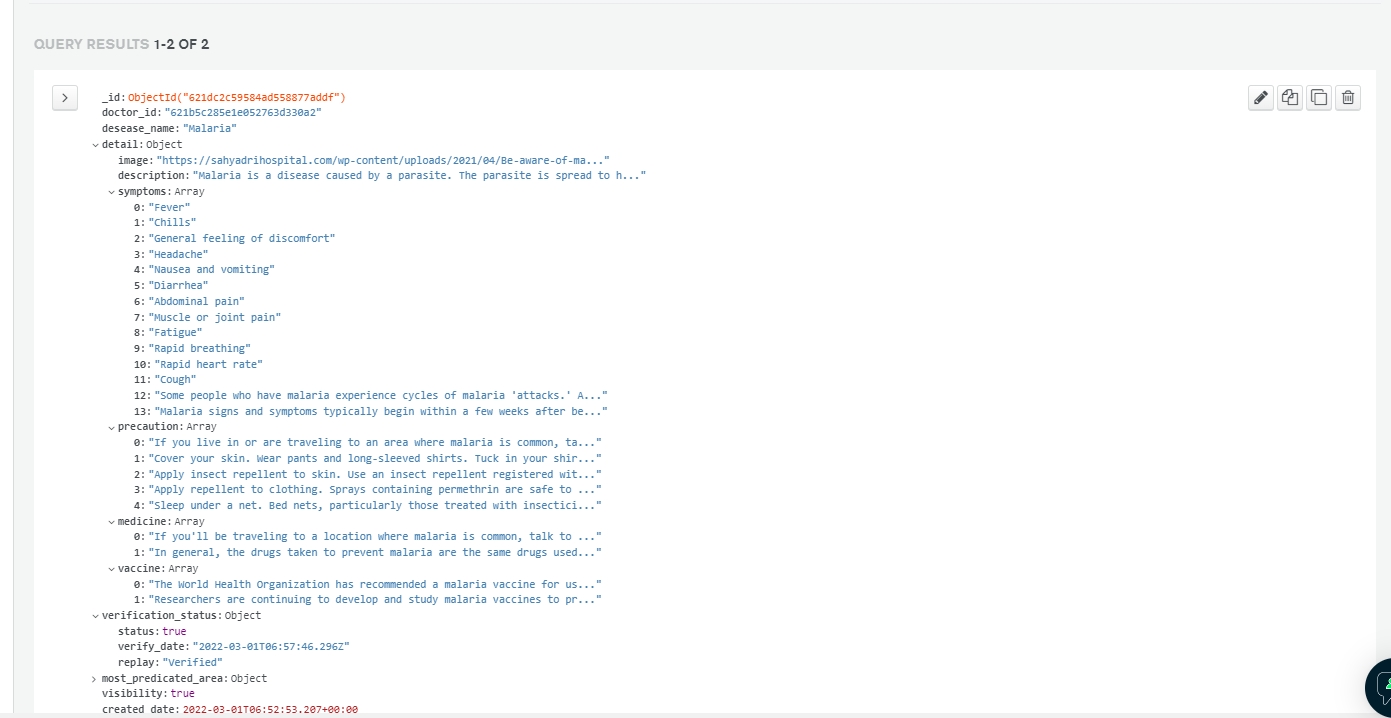 QUERY RESULTS 1-2 OF 2
_id: ObjectId("621dc2c59584ad558877addf")
doctor_id: "621b5c285e1e052763d330a2"
desease_name: "Malaria"
detail: Object
image: "https://sahyadrihospital.com/wp-content/uploads/2021/04/Be-aware-of-ma..."
description: "Malaria is a disease caused by a parasite. The parasite is spread to h..."
symptoms: Array
0: "Fever"
1: "Chills"
2: "General feeling of discomfort"
3: "Headache"
4: "Nausea and vomiting"
5: "Diarrhea"
6: "Abdominal pain"
7: "Muscle or joint pain"
8: "Fatigue"
9: "Rapid breathing"
10: "Rapid heart rate"
11: "Cough"
12: "Some people who have malaria experience cycles of malaria 'attacks.' A..."
13: "Malaria signs and symptoms typically begin within a few weeks after be..."
precaution: Array
0: "If you live in or are traveling to an area where malaria is common, ta..."
1: "Cover your skin. Wear pants and long-sleeved shirts. Tuck in your shir..."
2: "Apply insect repellent to skin. Use an insect repellent registered wit..."
3: "Apply repellent to clothing. Sprays containing permethrin are safe to ..."
4: "Sleep under a net. Bed nets, particularly those treated with insectici..."
medicine: Array
0: "If you'll be traveling to a location where malaria is common, talk to ..."
1: "In general, the drugs taken to prevent malaria are the same drugs used..."
vaccine: Array
0: "The World Health Organization has recommended a malaria vaccine for us..."
1: "Researchers are continuing to develop and study malaria vaccines to pr..."
verification_status: Object
status: true
verify_date: "2022-03-01T06:57:46.296Z"
replay: "Verified"
most_predicated_area: Object
visibility: true
created_date: 2022-03-01T06:52:53.207+00:00